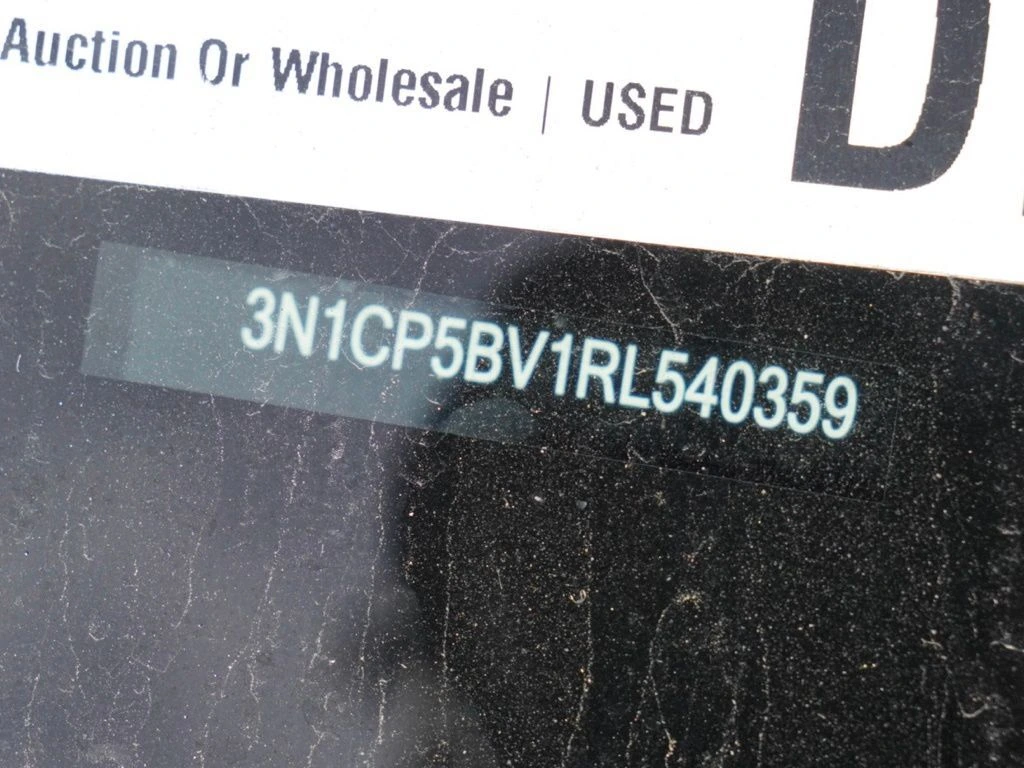 Auction Or Wholesale | USED
D
3N1CP5BV1RL540359